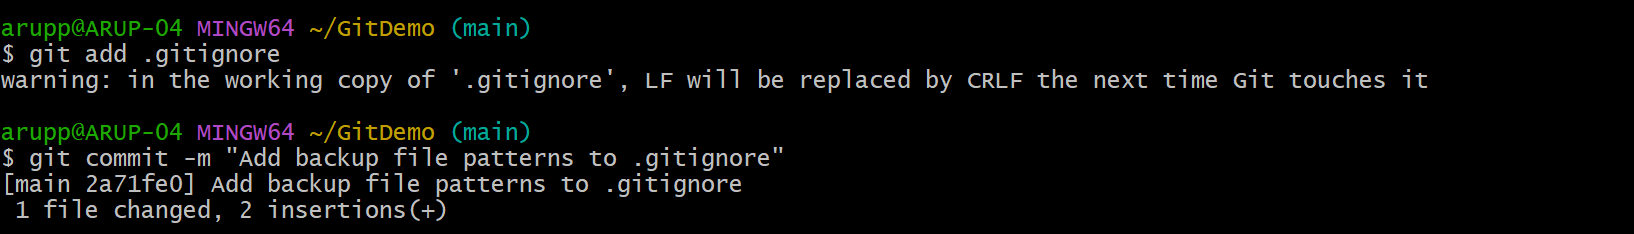 arupp@ARUP-04 MINGW64 ~/GitDemo (main)
$ git add .gitignore
warning: in the working copy of '.gitignore', LF will be replaced by CRLF the next time Git touches it
arupp@ARUP-04 MINGW64 ~/GitDemo (main)
$ git commit -m "Add backup file patterns to .gitignore"
[main 2a71fe0] Add backup file patterns to .gitignore
 1 file changed, 2 insertions(+)